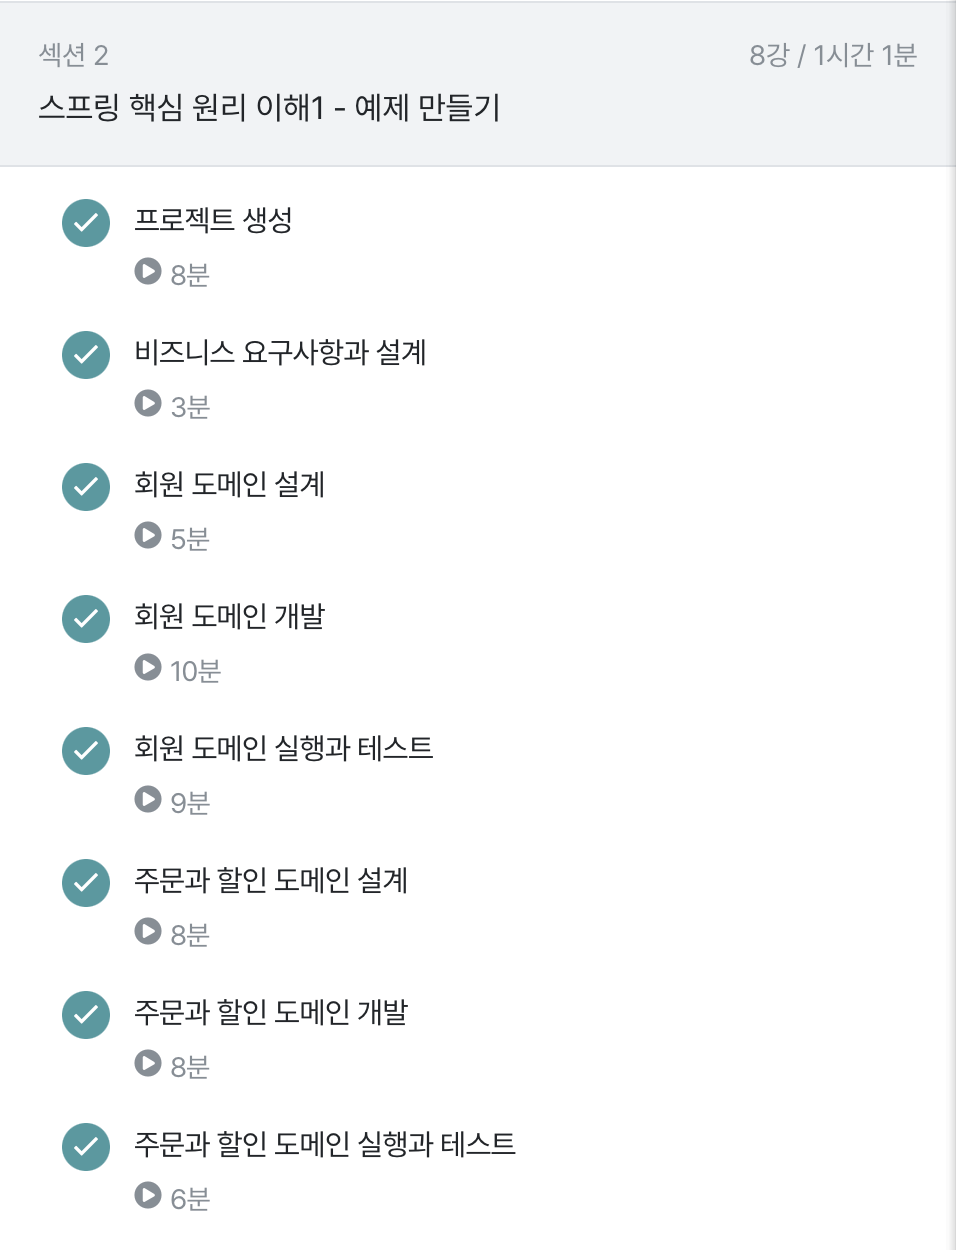 섹션 2
8강 / 1시간 1분
스프링 핵심 원리 이해1 - 예제 만들기
프로젝트 생성
8분
비즈니스 요구사항과 설계
3분
회원 도메인 설계
5분
회원 도메인 개발
10분
회원 도메인 실행과 테스트
9분
주문과 할인 도메인 설계
8분
주문과 할인 도메인 개발
8분
주문과 할인 도메인 실행과 테스트
6분